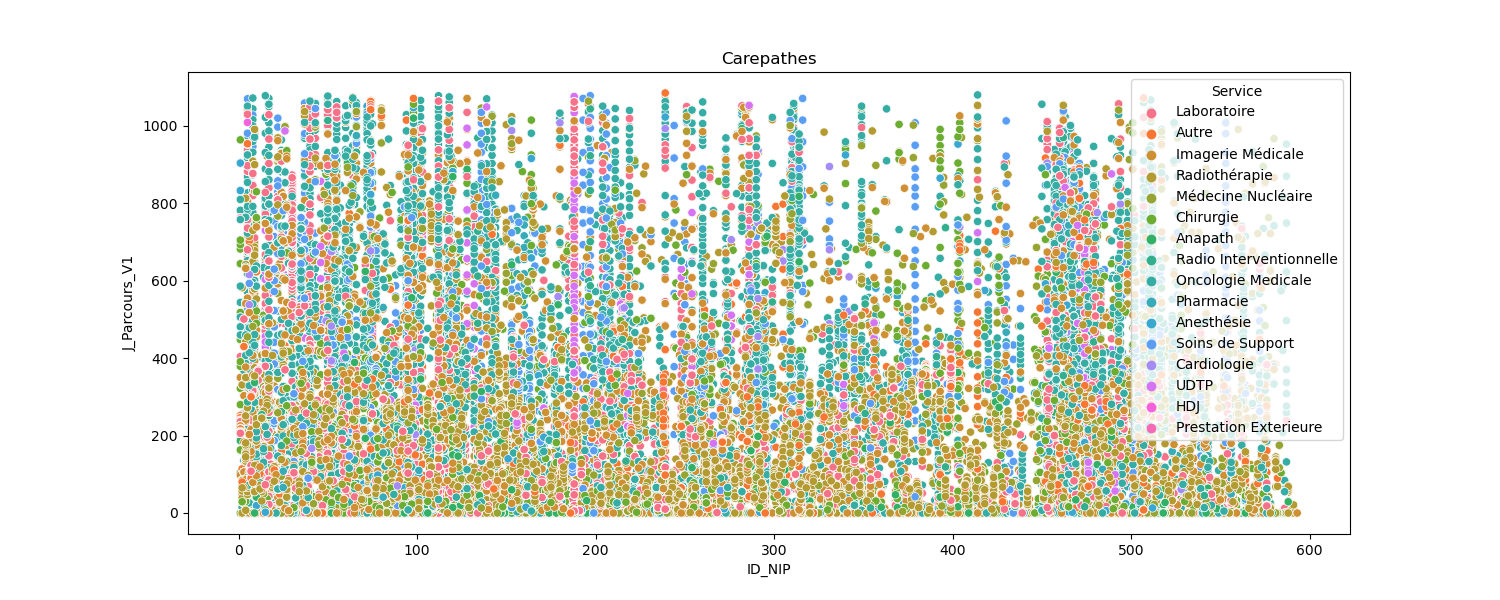 Carepathes
Service
Laboratoire
Autre
Imagerie Médicale
Radiothérapie
Médecine Nucléaire
Chirurgie
Anapath
Radio Interventionnelle
Oncologie Medicale
Pharmacie
Anesthésie
Soins de Support
Cardiologie
UDTP
HDJ
Prestation Exterieure
J_Parcours_V1
1000
800
600
400
200
0
0 100 200 300 400 500 600
ID_NIP